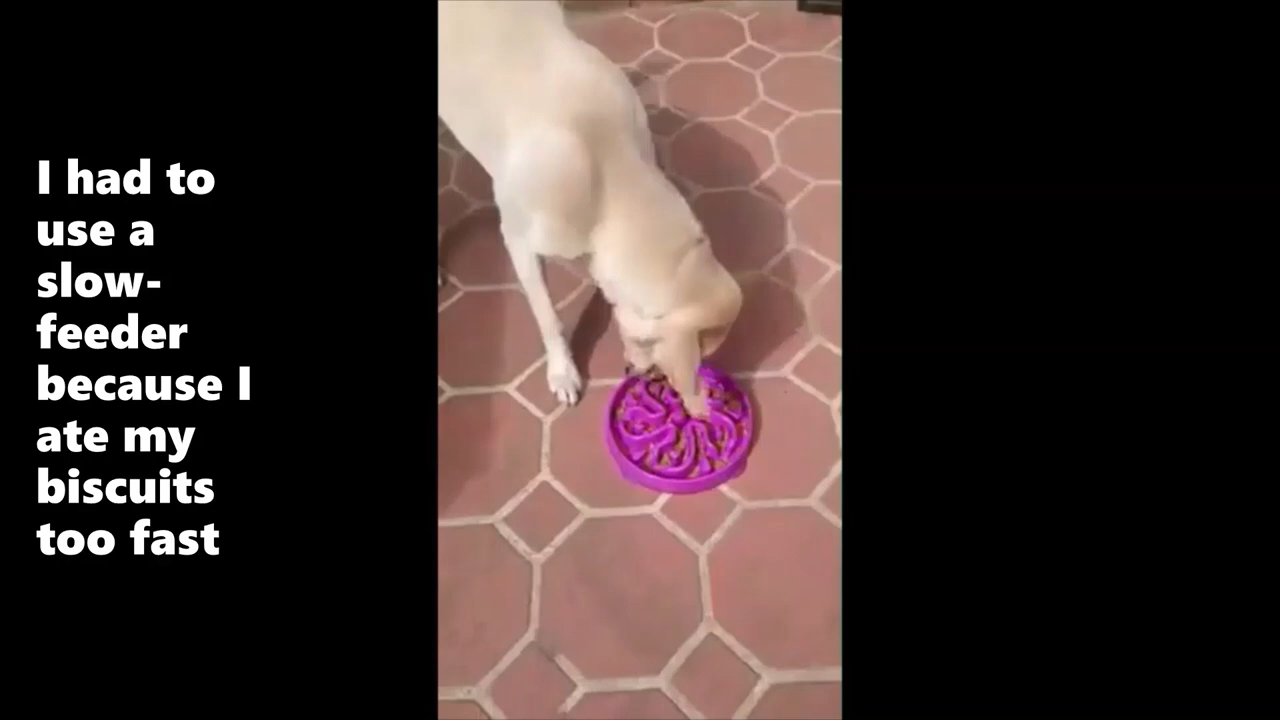 I had to
use a
slow-
feeder
because I
ate my
biscuits
too fast